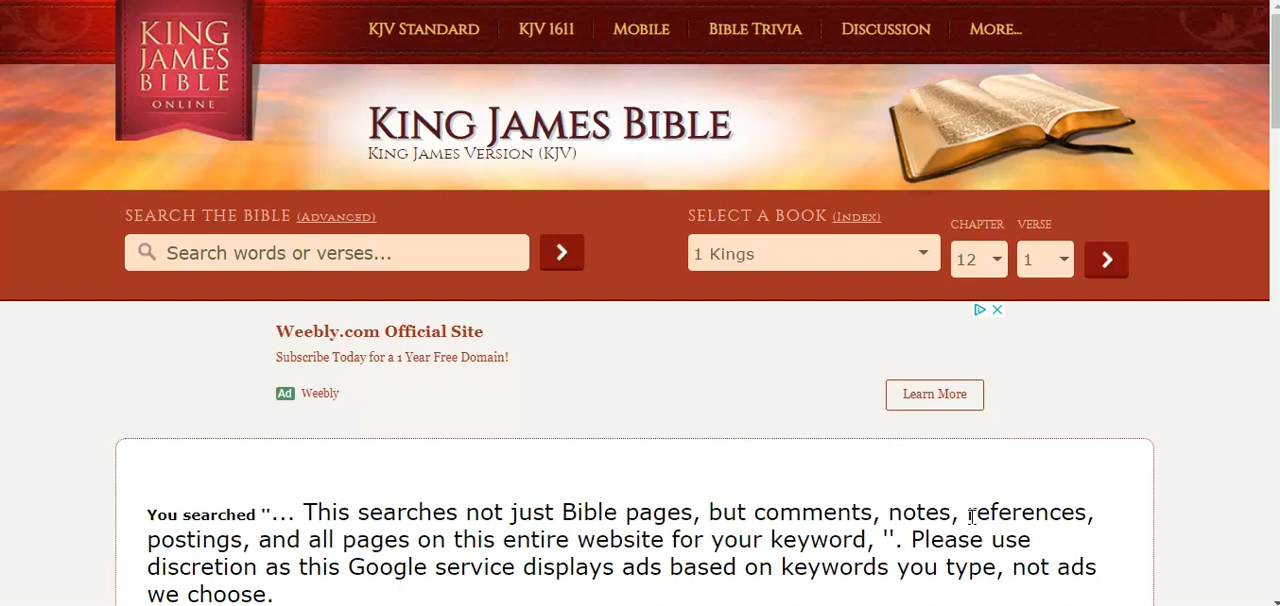 KING
JAMES
BIBLE
ONLINE
KJV STANDARD
KJV 1611
MOBILE
BIBLE TRIVIA
DISCUSSION
MORE...
KING JAMES BIBLE
KING JAMES VERSION (KJV)
SEARCH THE BIBLE (ADVANCED)
Search words or verses...
SELECT A BOOK (INDEX)
1 Kings
CHAPTER
12
VERSE
1
Weebly.com Official Site
Subscribe Today for a 1 Year Free Domain!
Ad Weebly
Learn More
You searched "... This searches not just Bible pages, but comments, notes, references,
postings, and all pages on this entire website for your keyword, ". Please use
discretion as this Google service displays ads based on keywords you type, not ads
we choose.